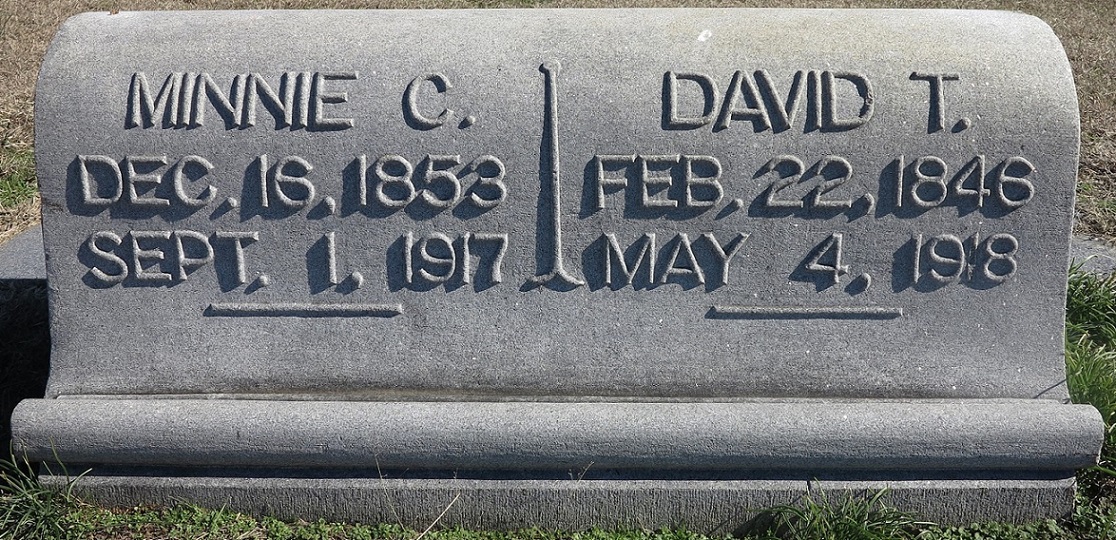 MINNIE C.
DEC. 16, 1853
SEPT. 1. 1917
DAVID T.
FEB. 22, 1846
MAY 4, 1918